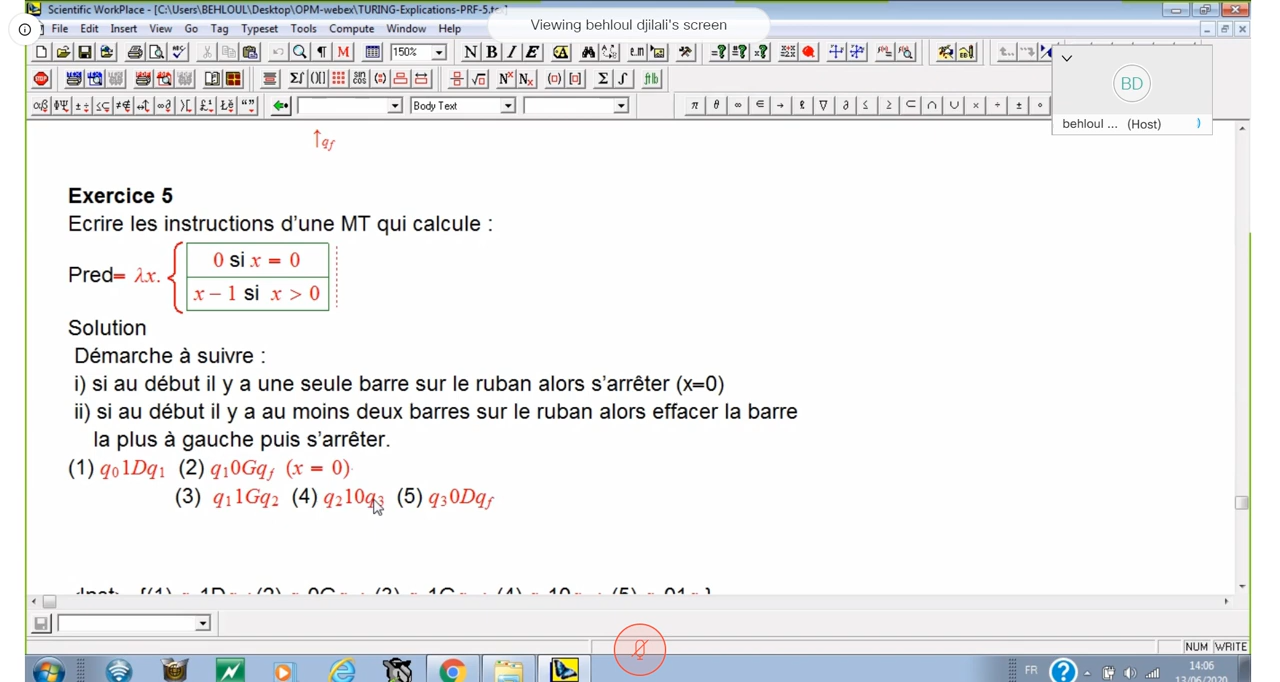 Scientific WorkPlace - [C:\Users\BEHLOUL\Desktop\OPM-webex\TURING-Explications-PRF-5.te
Viewing behloul djilali's screen
File Edit Insert View Go Tag Typeset Tools Compute Window Help
150%
Body Text
BD
behloul ... (Host)
↑q_f
Exercice 5
Ecrire les instructions d'une MT qui calcule :
0 si x = 0
Pred= λx. {
x − 1 si x > 0
Solution
Démarche à suivre :
i) si au début il y a une seule barre sur le ruban alors s'arrêter (x=0)
ii) si au début il y a au moins deux barres sur le ruban alors effacer la barre
la plus à gauche puis s'arrêter.
(1) q₀1Dq₁ (2) q₁0Gq_f (x = 0)
(3) q₁1Gq₂ (4) q₂10q₃ (5) q₃0Dq_f
NUM WRITE
FR
14:06
13/06/2020